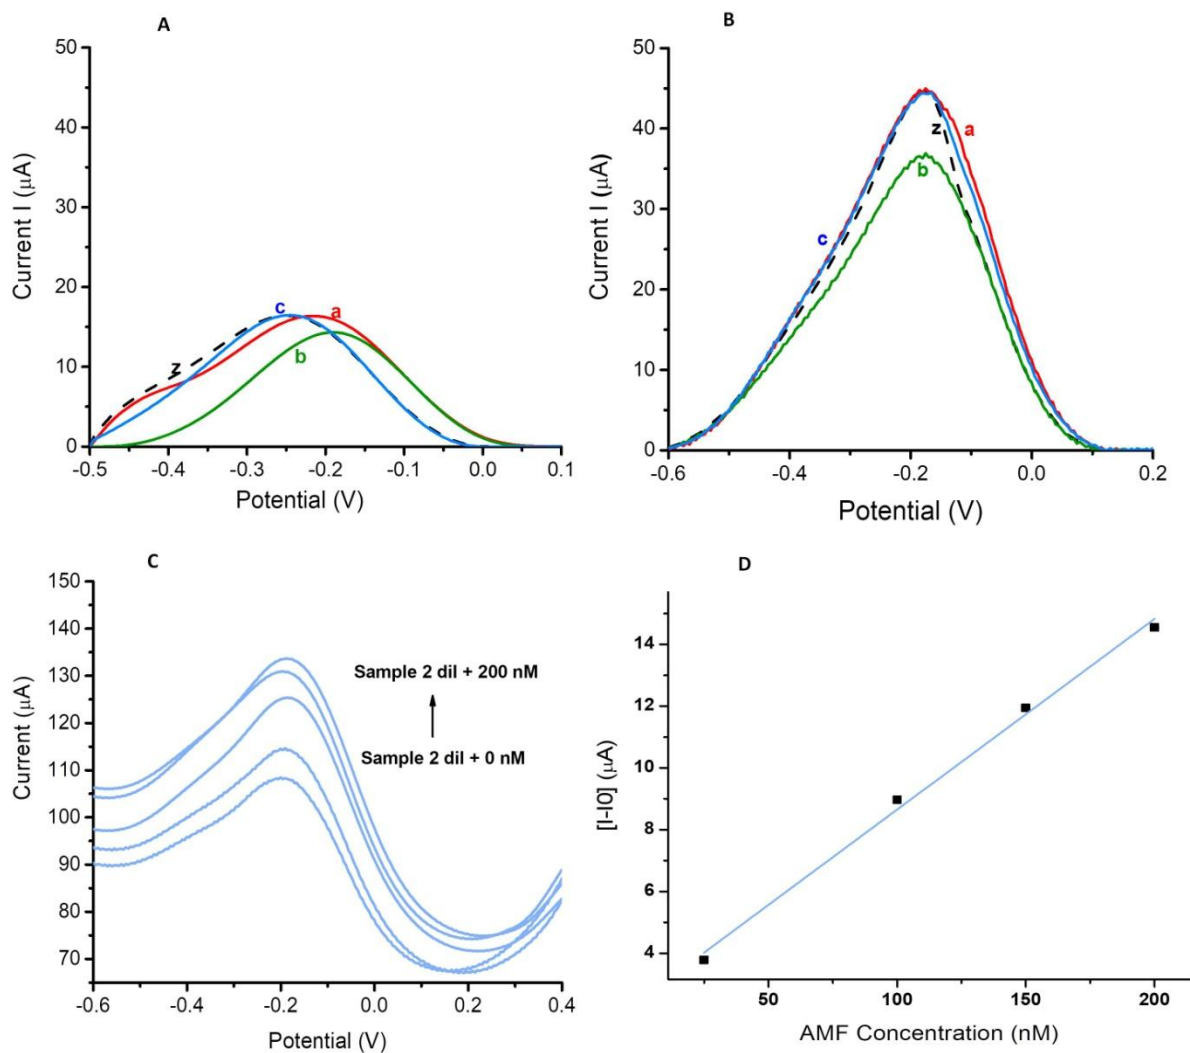 A
50
40
30
20
10
0
Current I (μA)
c
a
z
b
-0.5
-0.4
-0.3
-0.2
-0.1
0.0
0.1
Potential (V)
B
50
40
30
20
10
0
Current I (μA)
z
a
b
c
-0.6
-0.4
-0.2
0.0
0.2
Potential (V)
C
150
140
130
120
110
100
90
80
70
Current (μA)
Sample 2 dil + 200 nM
Sample 2 dil + 0 nM
-0.6
-0.4
-0.2
0.0
0.2
0.4
Potential (V)
D
14
12
10
8
6
4
[I-I0] (μA)
50
100
150
200
AMF Concentration (nM)